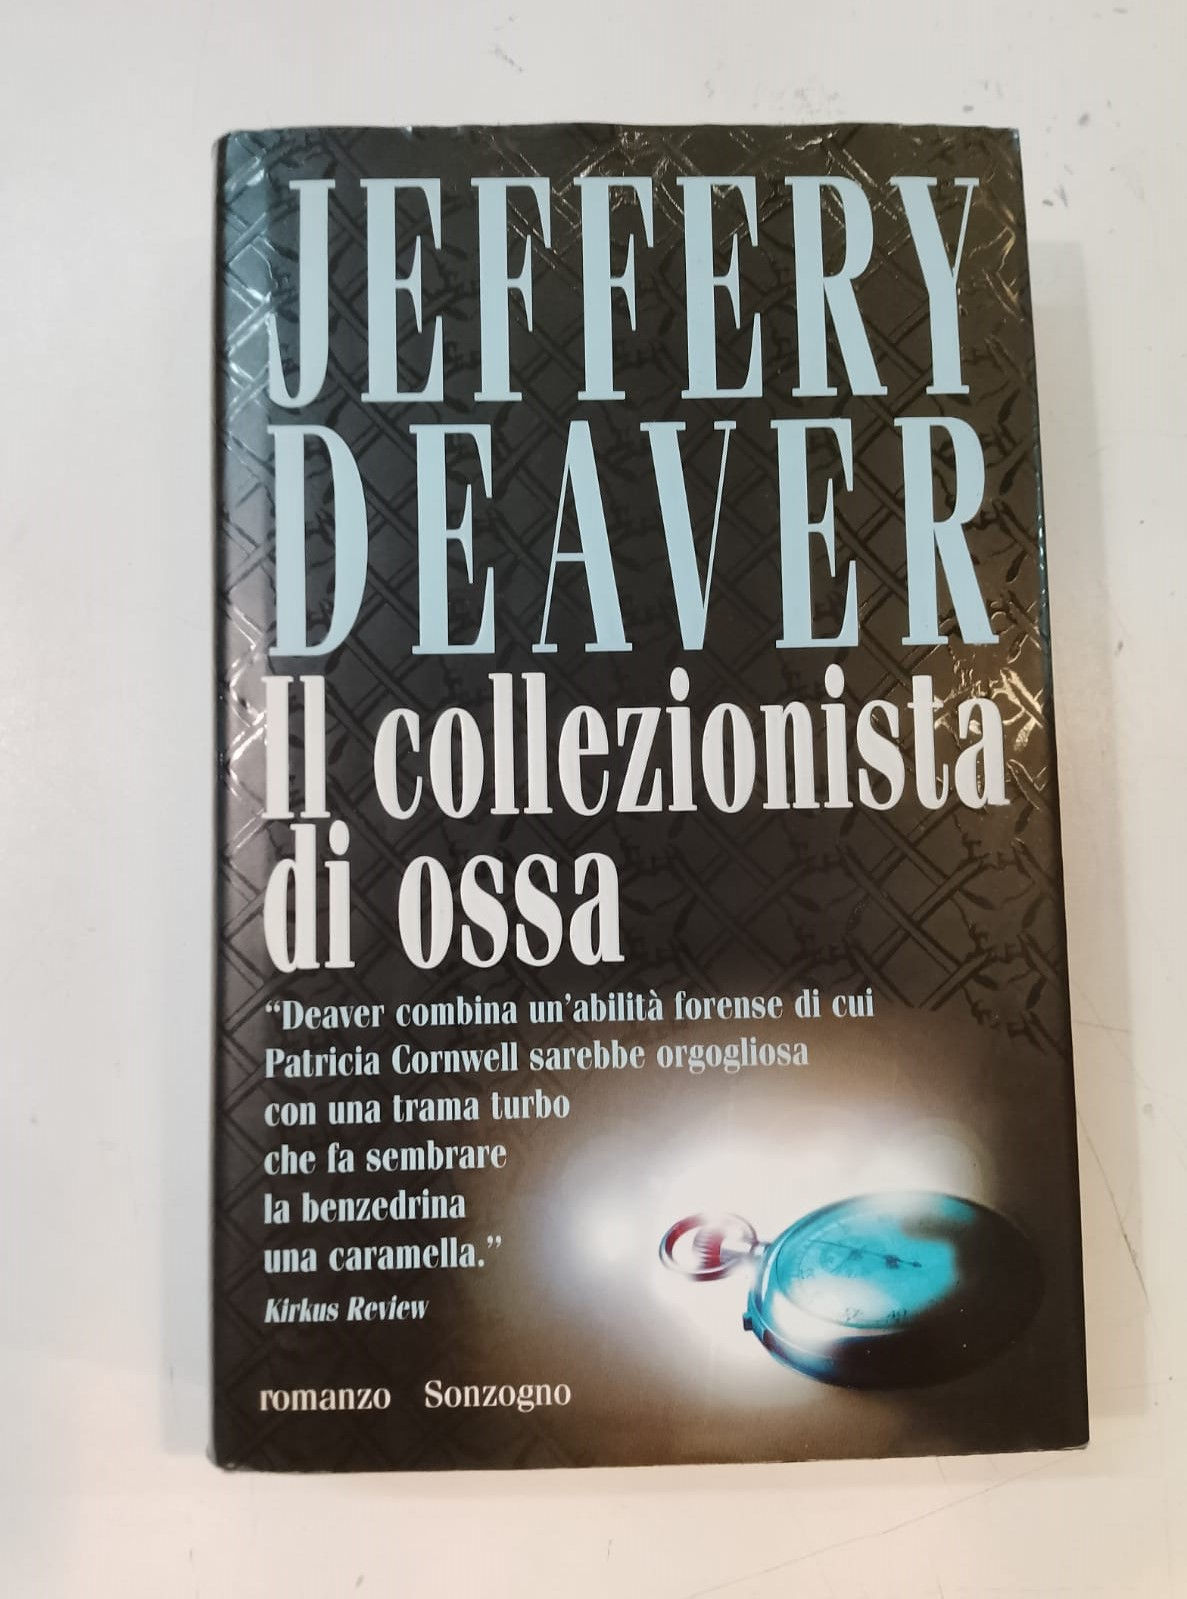 JEFFERY
DEAVER
Il collezionista
di ossa
“Deaver combina un’abilità forense di cui
Patricia Cornwell sarebbe orgogliosa
con una trama turbo
che fa sembrare
la benzedrina
una caramella.”
Kirkus Review
romanzo Sonzogno